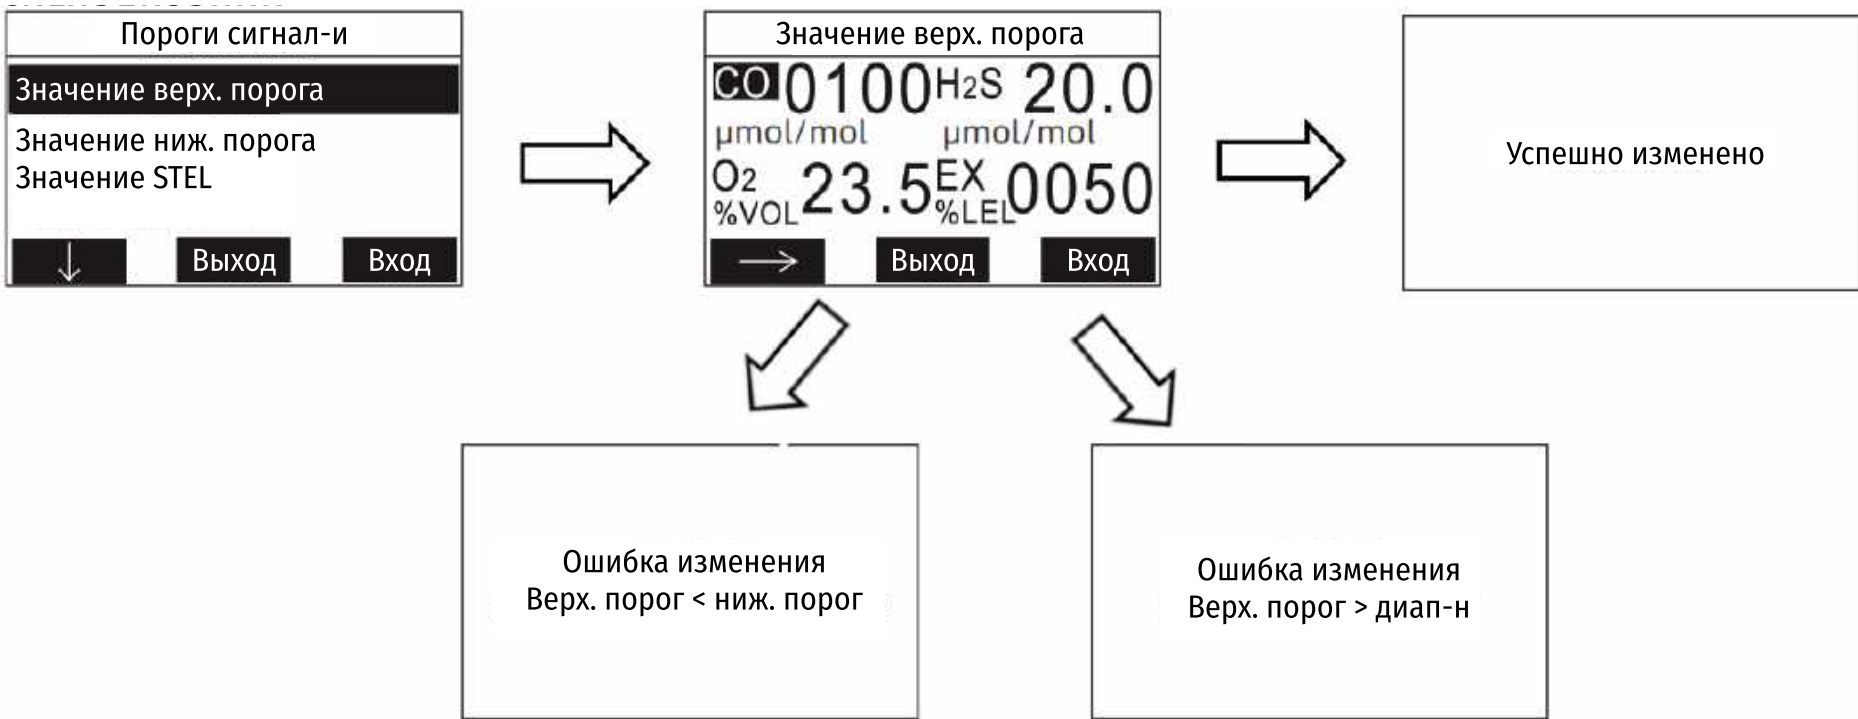 Пороги сигнал-и
Значение верх. порога
Значение ниж. порога
Значение STEL
↓ Выход Вход
Значение верх. порога
CO 0100 H2S 20.0
µmol/mol µmol/mol
O2 23.5 EX 0050
%VOL %LEL
→ Выход Вход
Успешно изменено
Ошибка изменения
Верх. порог < ниж. порог
Ошибка изменения
Верх. порог > диап-н